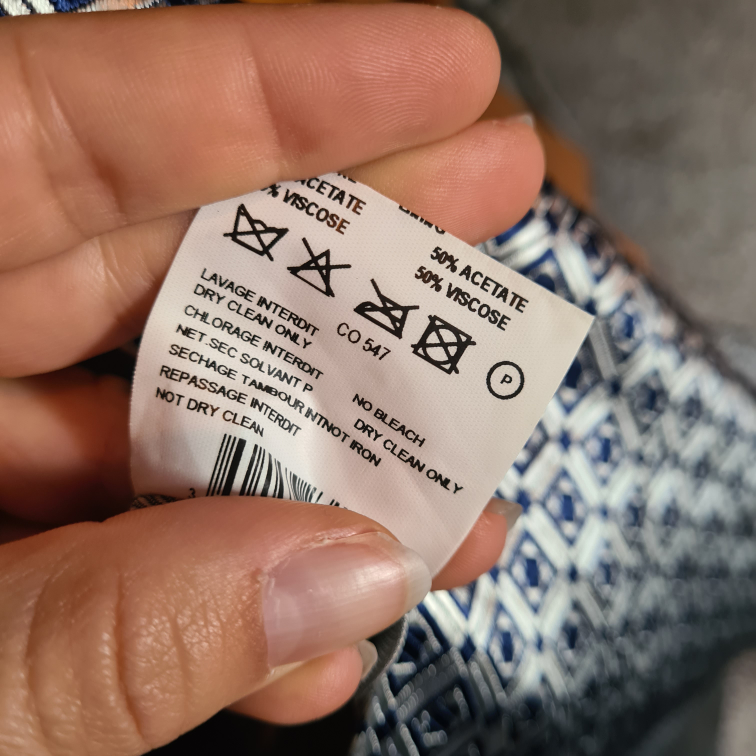 ACETATE
% VISCOSE
50% ACETATE
50% VISCOSE
P
LAVAGE INTERDIT
DRY CLEAN ONLY
CO 547
CHLORAGE INTERDIT
NET.SEC SOLVANT P
NO BLEACH
SECHAGE TAMBOUR INTNOT IRON
DRY CLEAN ONLY
REPASSAGE INTERDIT
NOT DRY CLEAN
3